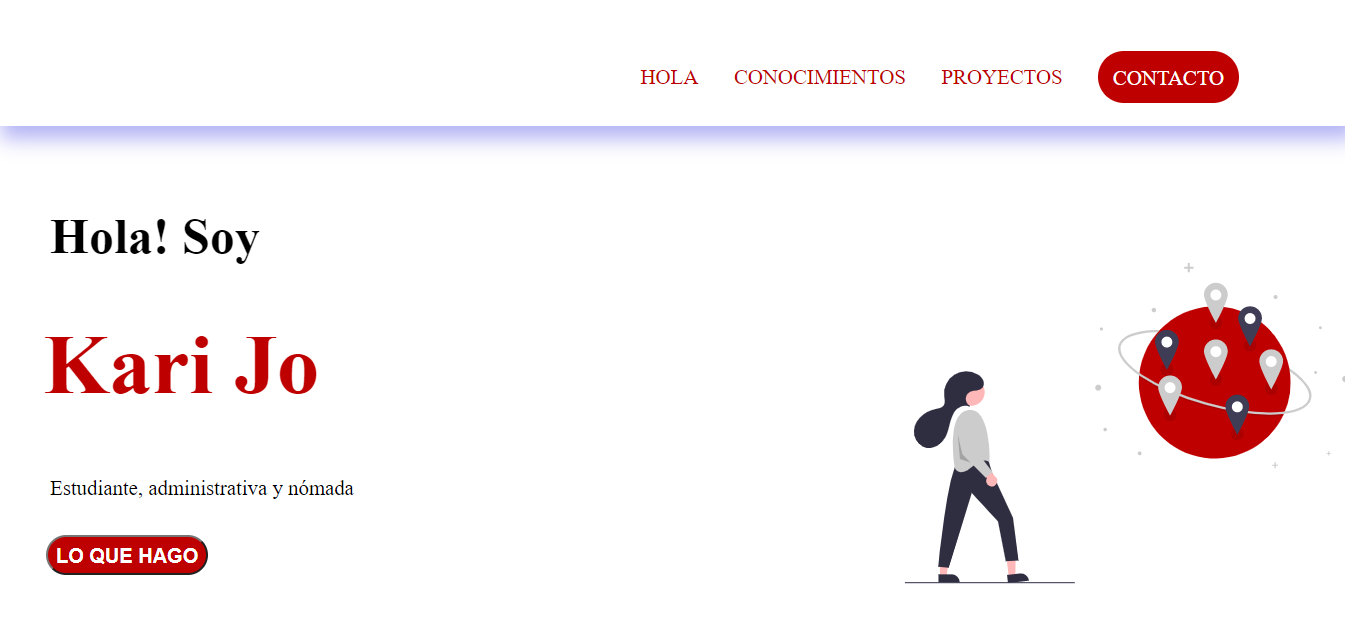 HOLA CONOCIMIENTOS PROYECTOS CONTACTO
Hola! Soy
Kari Jo
Estudiante, administrativa y nómada
LO QUE HAGO